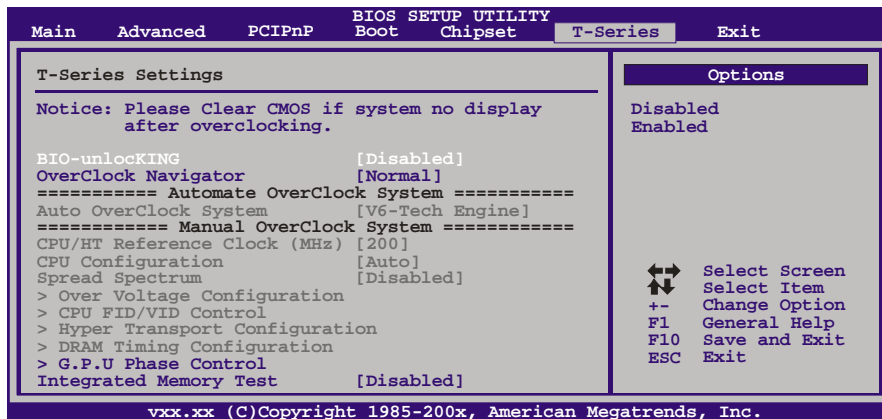 BIOS SETUP UTILITY
Main Advanced PCIPnP Boot Chipset T-Series Exit
T-Series Settings
Notice: Please Clear CMOS if system no display
after overclocking.
BIO-unlocKING [Disabled]
OverClock Navigator [Normal]
=========== Automate OverClock System ===========
Auto OverClock System [V6-Tech Engine]
============ Manual OverClock System ============
CPU/HT Reference Clock (MHz) [200]
CPU Configuration [Auto]
Spread Spectrum [Disabled]
> Over Voltage Configuration
> CPU FID/VID Control
> Hyper Transport Configuration
> DRAM Timing Configuration
> G.P.U Phase Control
Integrated Memory Test [Disabled]
Options
Disabled
Enabled
Select Screen
Select Item
+- Change Option
F1 General Help
F10 Save and Exit
ESC Exit
vxx.xx (C)Copyright 1985-200x, American Megatrends, Inc.